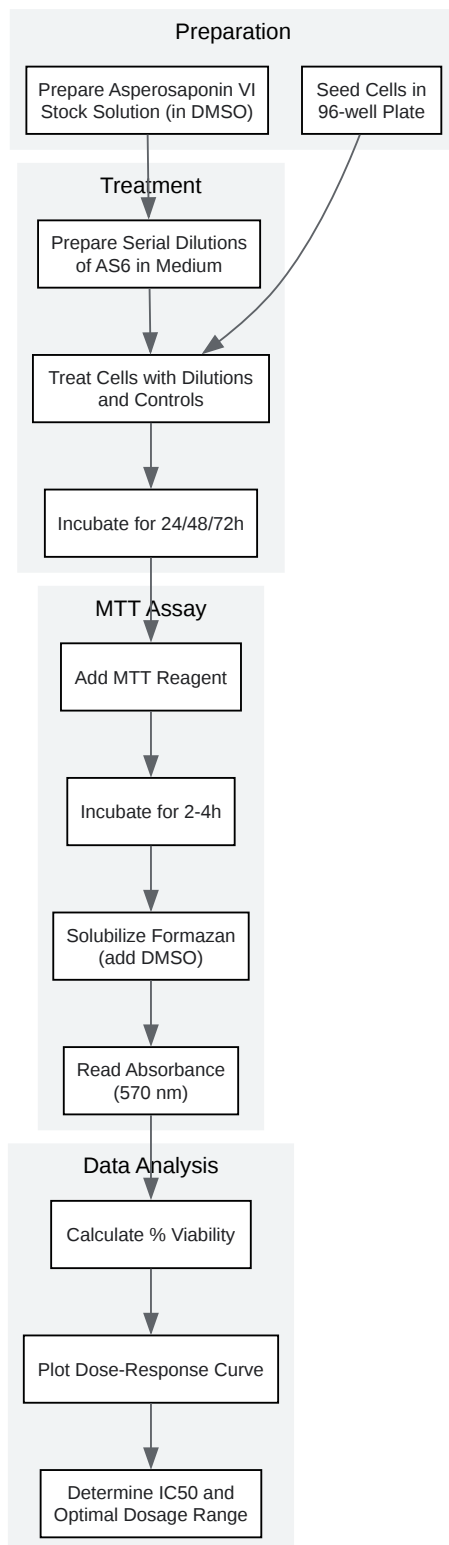 Preparation
Prepare Asperosaponin VI
Stock Solution (in DMSO)
Seed Cells in
96-well Plate
Treatment
Prepare Serial Dilutions
of AS6 in Medium
Treat Cells with Dilutions
and Controls
Incubate for 24/48/72h
MTT Assay
Add MTT Reagent
Incubate for 2-4h
Solubilize Formazan
(add DMSO)
Read Absorbance
(570 nm)
Data Analysis
Calculate % Viability
Plot Dose-Response Curve
Determine IC50 and
Optimal Dosage Range